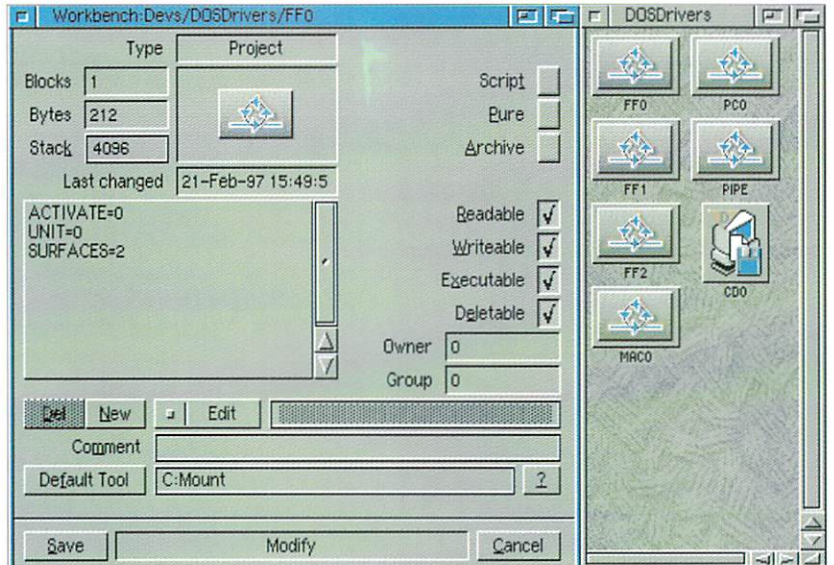 Workbench:Devs/DOSDrivers/FF0
Type Project
Blocks 1
Bytes 212
Stack 4096
Last changed 21-Feb-97 15:49:5
Script
Pure
Archive
ACTIVATE=0
UNIT=0
SURFACES=2
Readable
Writeable
Executable
Deletable
Owner 0
Group 0
Del New Edit
Comment
Default Tool C:Mount ?
Save Modify Cancel
DOSDrivers
FF0 PC0
FF1 PIPE
FF2 CD0
MAC0